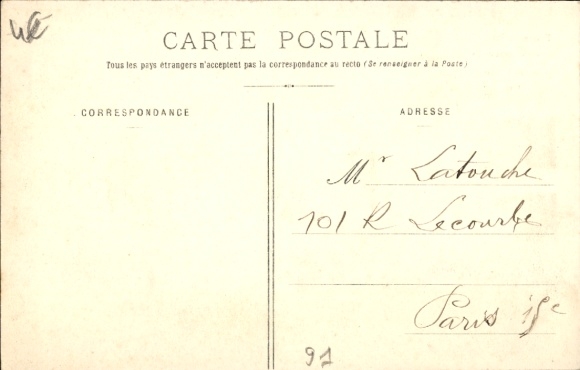 CARTE POSTALE
Tous les pays étrangers n'acceptent pas la correspondance au recto (Se renseigner à la Poste)
CORRESPONDANCE
ADRESSE
Mr Latouche
101 R Lecourbe
Paris 15e
91